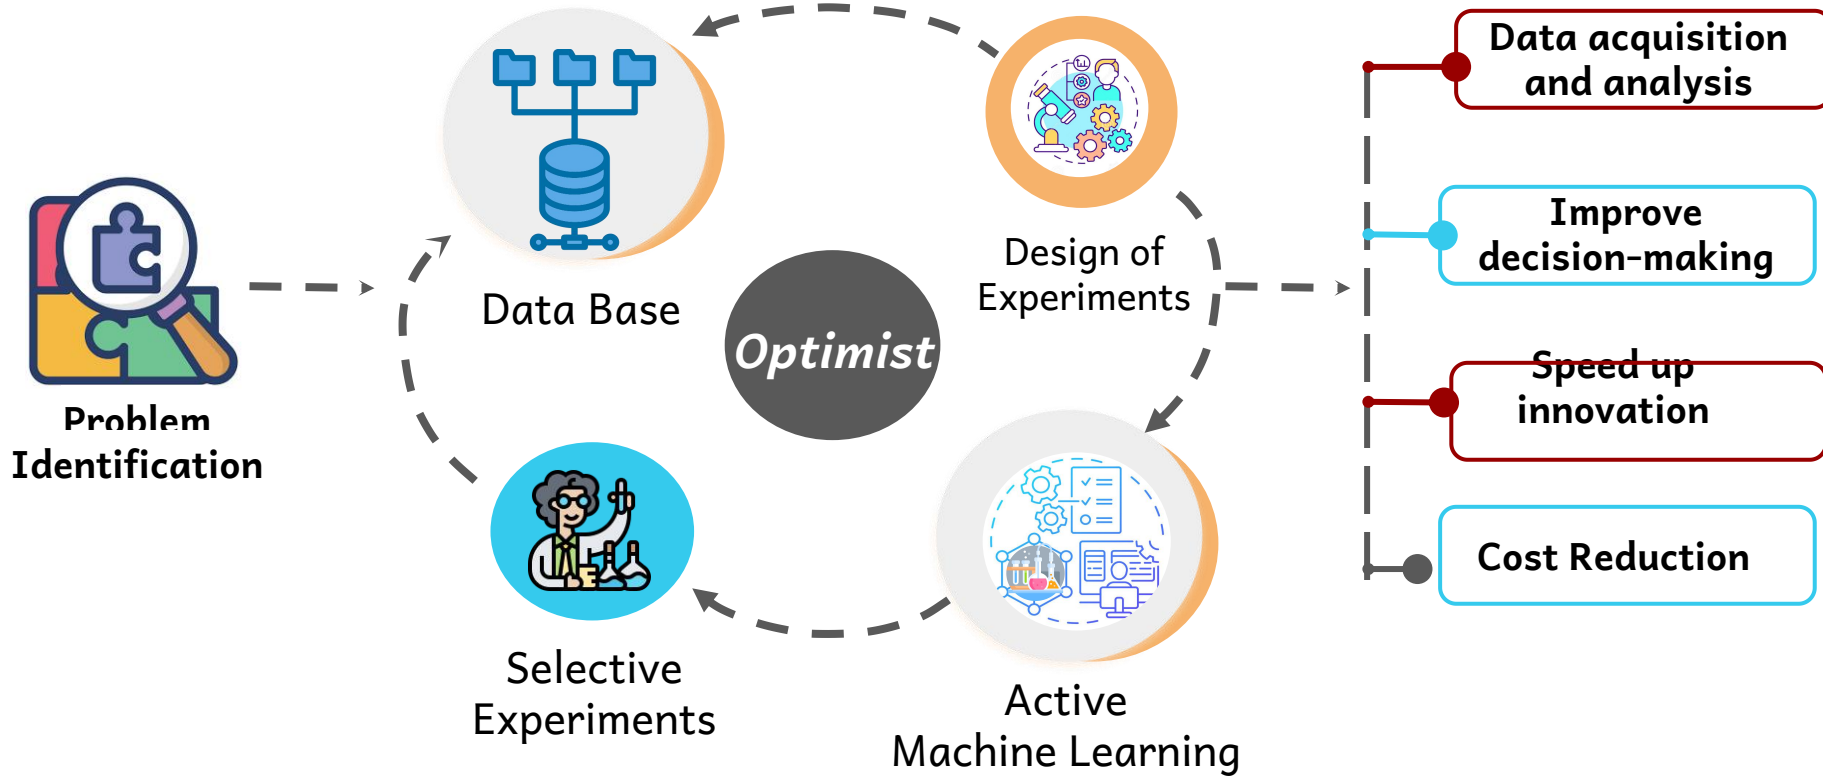 Problem
Identification
Data Base
Optimist
Design of
Experiments
Selective
Experiments
Active
Machine Learning
Data acquisition
and analysis
Improve
decision-making
Speed up
innovation
Cost Reduction